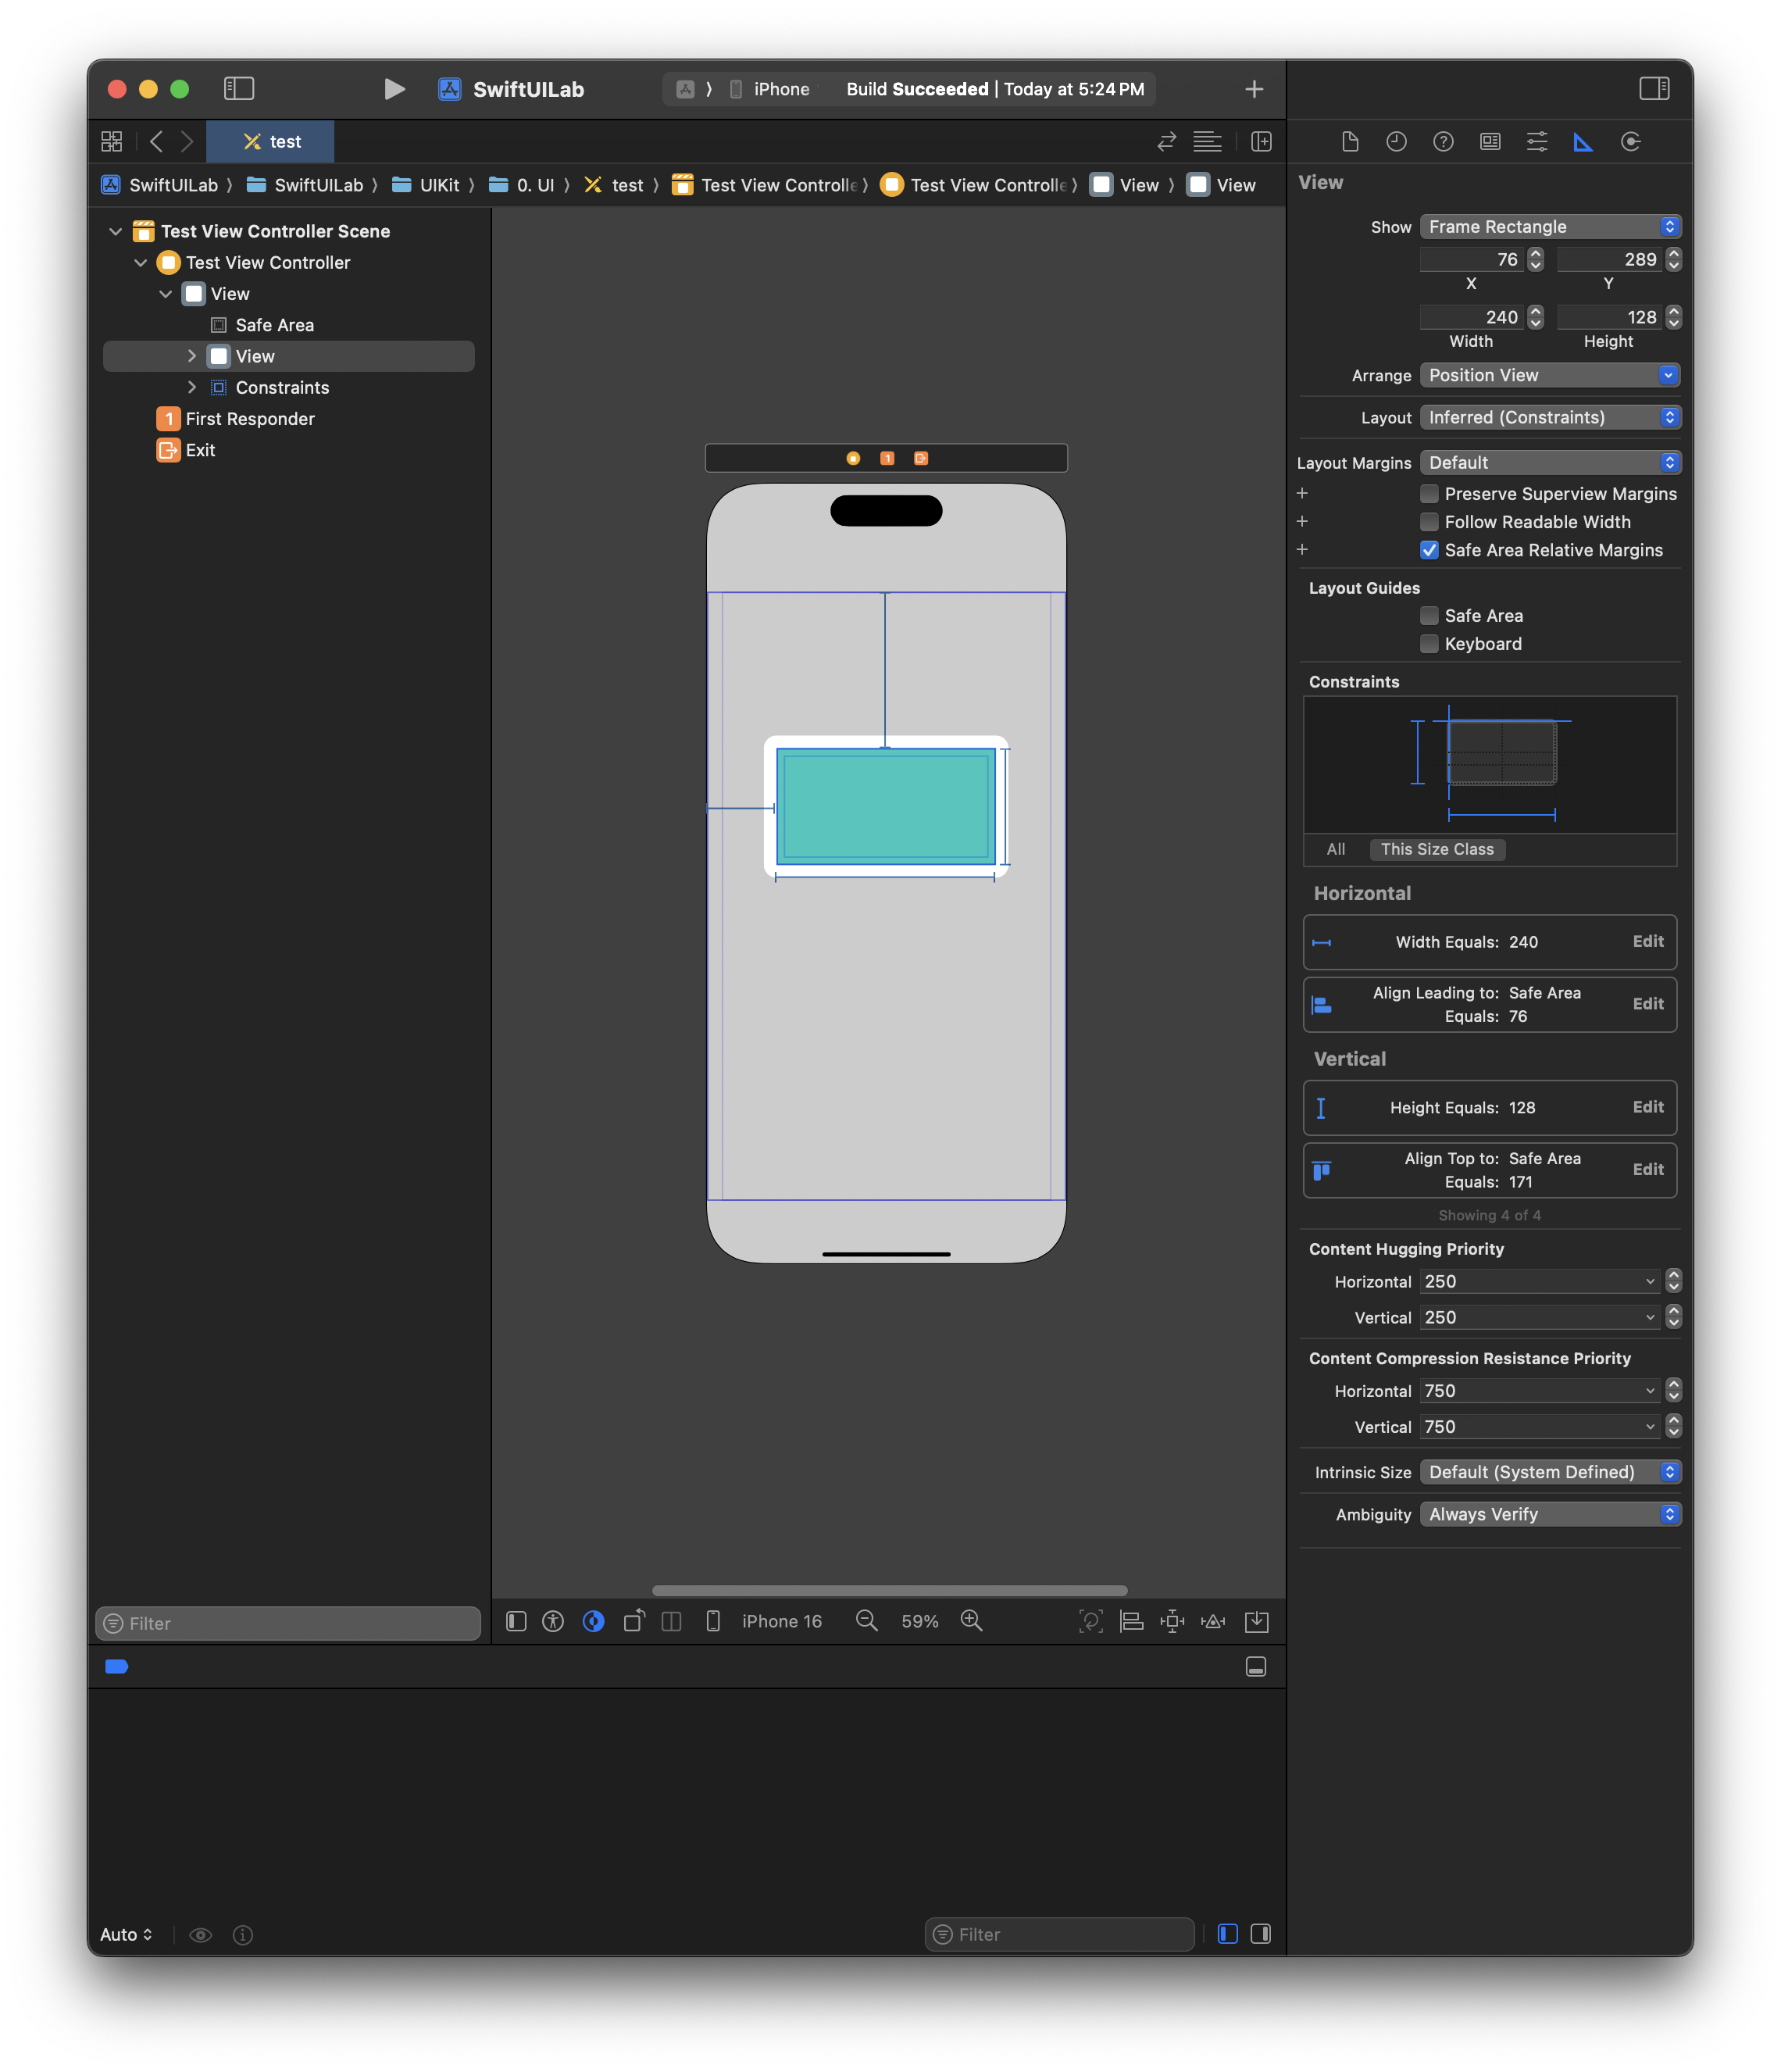 SwiftUILab
iPhone
Build Succeeded | Today at 5:24 PM
test
SwiftUILab
SwiftUILab
UIKit
0. UI
test
Test View Controlle
Test View Controlle
View
View
Test View Controller Scene
Test View Controller
View
Safe Area
View
Constraints
1 First Responder
Exit
1
Filter
iPhone 16
59%
Auto
Filter
View
Show Frame Rectangle
76 289
X Y
240 128
Width Height
Arrange Position View
Layout Inferred (Constraints)
Layout Margins Default
+ Preserve Superview Margins
+ Follow Readable Width
+ Safe Area Relative Margins
Layout Guides
Safe Area
Keyboard
Constraints
All This Size Class
Horizontal
Width Equals: 240 Edit
Align Leading to: Safe Area
Equals: 76
Edit
Vertical
Height Equals: 128 Edit
Align Top to: Safe Area
Equals: 171
Edit
Showing 4 of 4
Content Hugging Priority
Horizontal 250
Vertical 250
Content Compression Resistance Priority
Horizontal 750
Vertical 750
Intrinsic Size Default (System Defined)
Ambiguity Always Verify